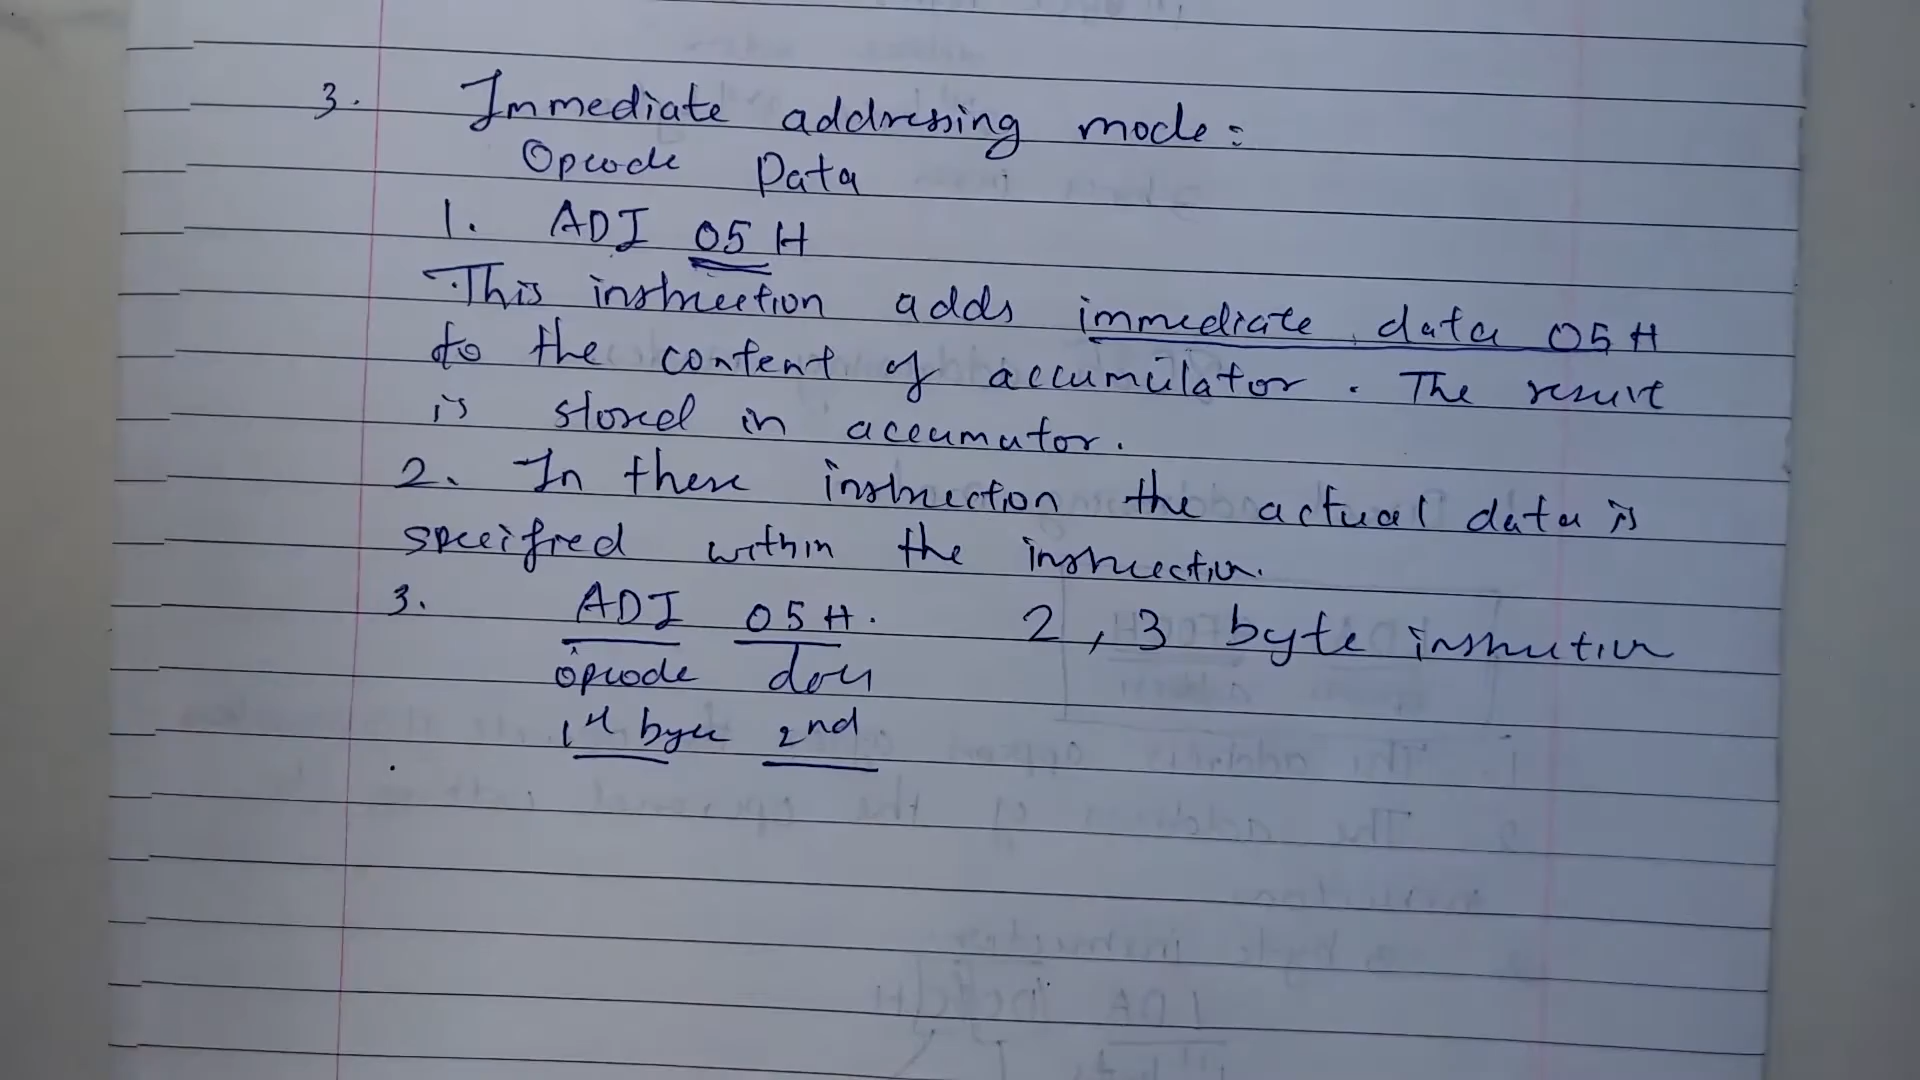 3. Immediate addressing mode:
Opcode Data
1. ADI 05 H
This instruction adds immediate data 05 H
to the content of accumulator. The result
is stored in accumator.
2. In these instruction the actual data is
specified within the instruction.
3. ADI 05 H. 2, 3 byte instruction
opcode data
1st byte 2nd